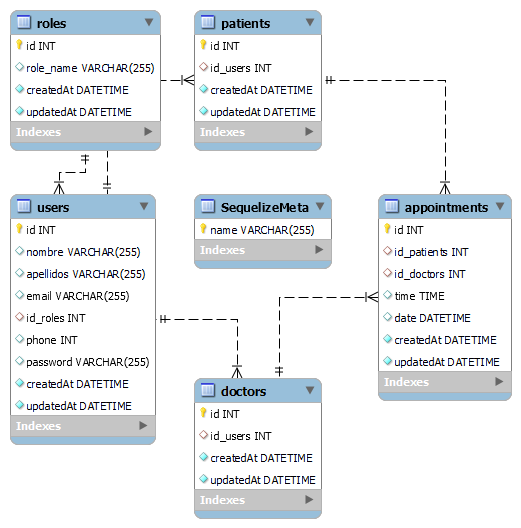 roles
id INT
role_name VARCHAR(255)
createdAt DATETIME
updatedAt DATETIME
Indexes
patients
id INT
id_users INT
createdAt DATETIME
updatedAt DATETIME
Indexes
users
id INT
nombre VARCHAR(255)
apellidos VARCHAR(255)
email VARCHAR(255)
id_roles INT
phone INT
password VARCHAR(255)
createdAt DATETIME
updatedAt DATETIME
Indexes
SequelizeMeta
name VARCHAR(255)
Indexes
appointments
id INT
id_patients INT
id_doctors INT
time TIME
date DATETIME
createdAt DATETIME
updatedAt DATETIME
Indexes
doctors
id INT
id_users INT
createdAt DATETIME
updatedAt DATETIME
Indexes